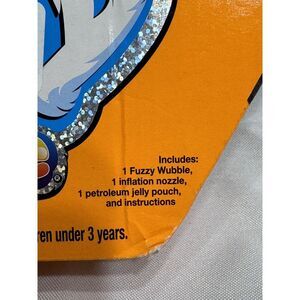 Includes:
1 Fuzzy Wubble,
1 inflation nozzle,
1 petroleum jelly pouch,
and instructions
ren under 3 years.